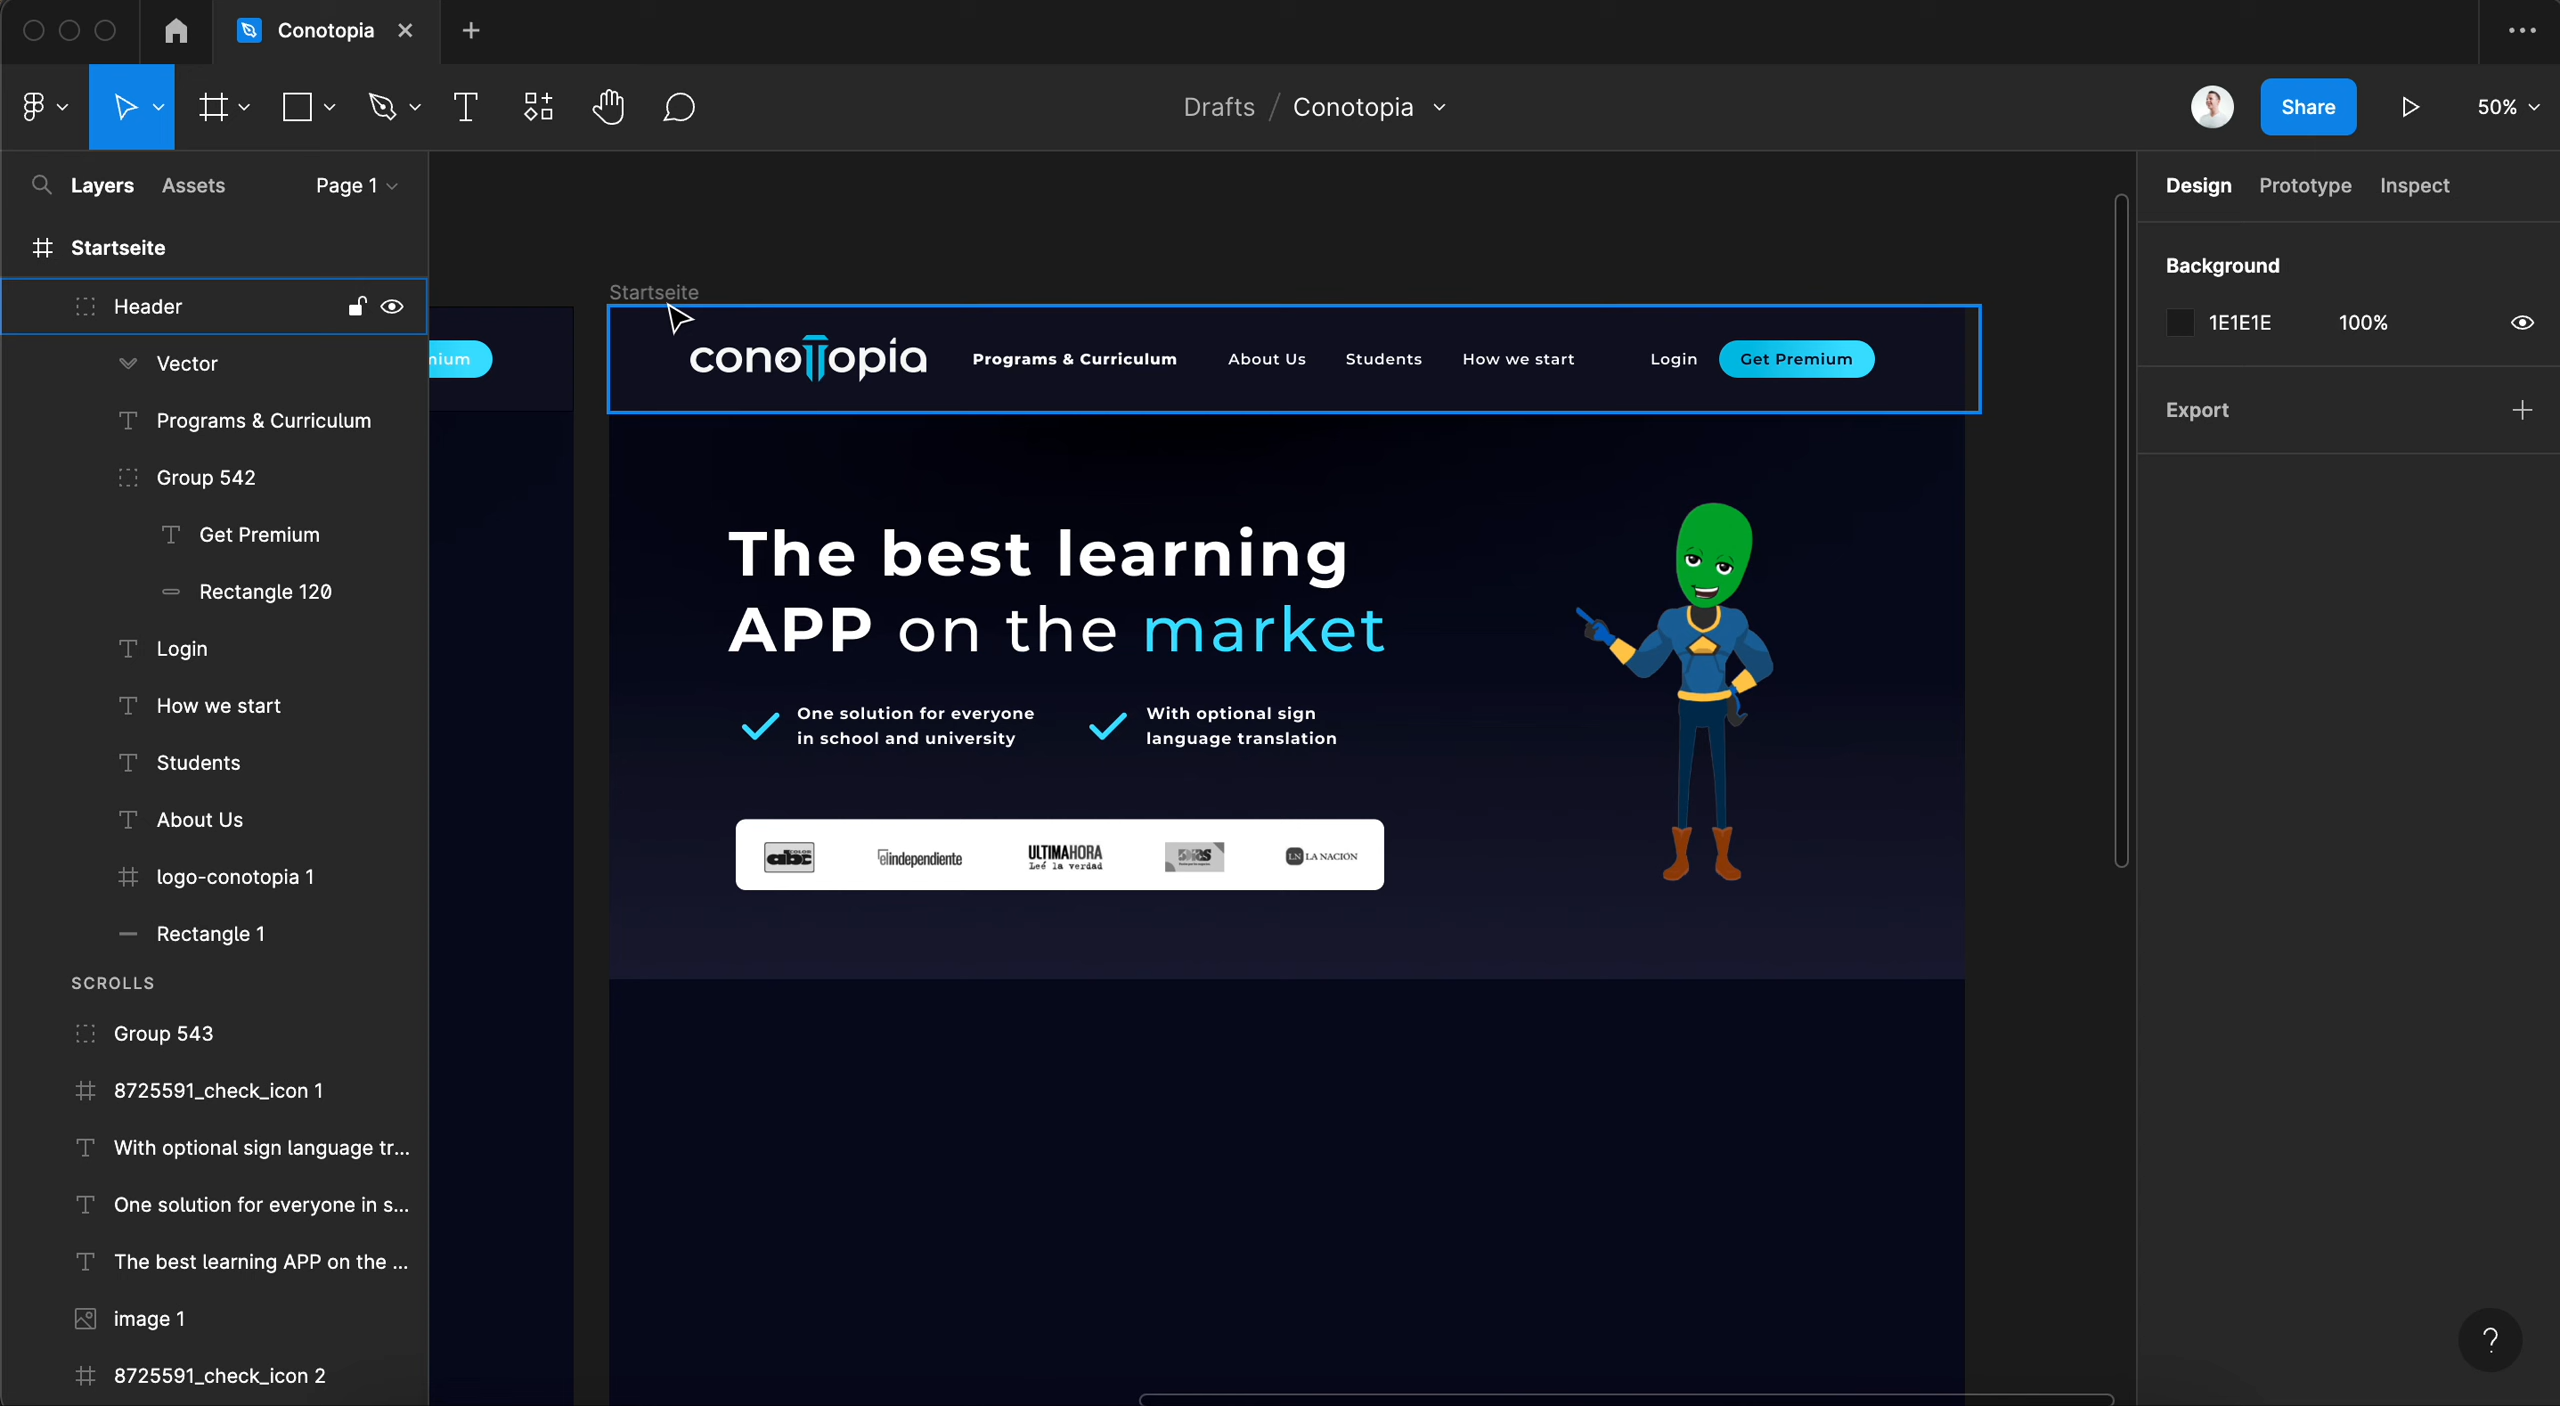 Conotopia
Drafts / Conotopia
Share
50%
Layers
Assets
Page 1
Startseite
Header
Vector
Programs & Curriculum
Group 542
Get Premium
Rectangle 120
Login
How we start
Students
About Us
logo-conotopia 1
Rectangle 1
SCROLLS
Group 543
8725591_check_icon 1
With optional sign language tr...
One solution for everyone in s...
The best learning APP on the ...
image 1
8725591_check_icon 2
mium
Startseite
conoTopia
Programs & Curriculum
About Us
Students
How we start
Login
Get Premium
The best learning
APP on the market
One solution for everyone
in school and university
With optional sign
language translation
abc
COLOR
elindependiente
ULTIMAHORA
Leé la verdad
LN LA NACION
Design
Prototype
Inspect
Background
1E1E1E
100%
Export
?